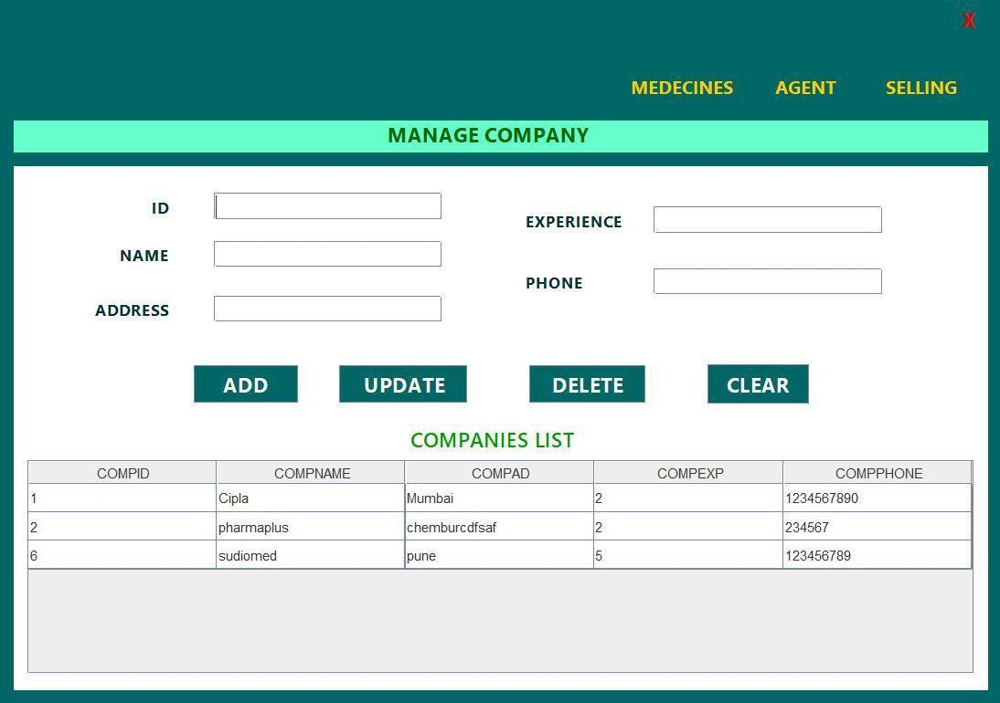 X
MEDECINES AGENT SELLING
MANAGE COMPANY
ID
EXPERIENCE
NAME
PHONE
ADDRESS
ADD UPDATE DELETE CLEAR
COMPANIES LIST
COMPID COMPNAME COMPAD COMPEXP COMPPHONE
1 Cipla Mumbai 2 1234567890
2 pharmaplus chemburcdfsaf 2 234567
6 sudiomed pune 5 123456789